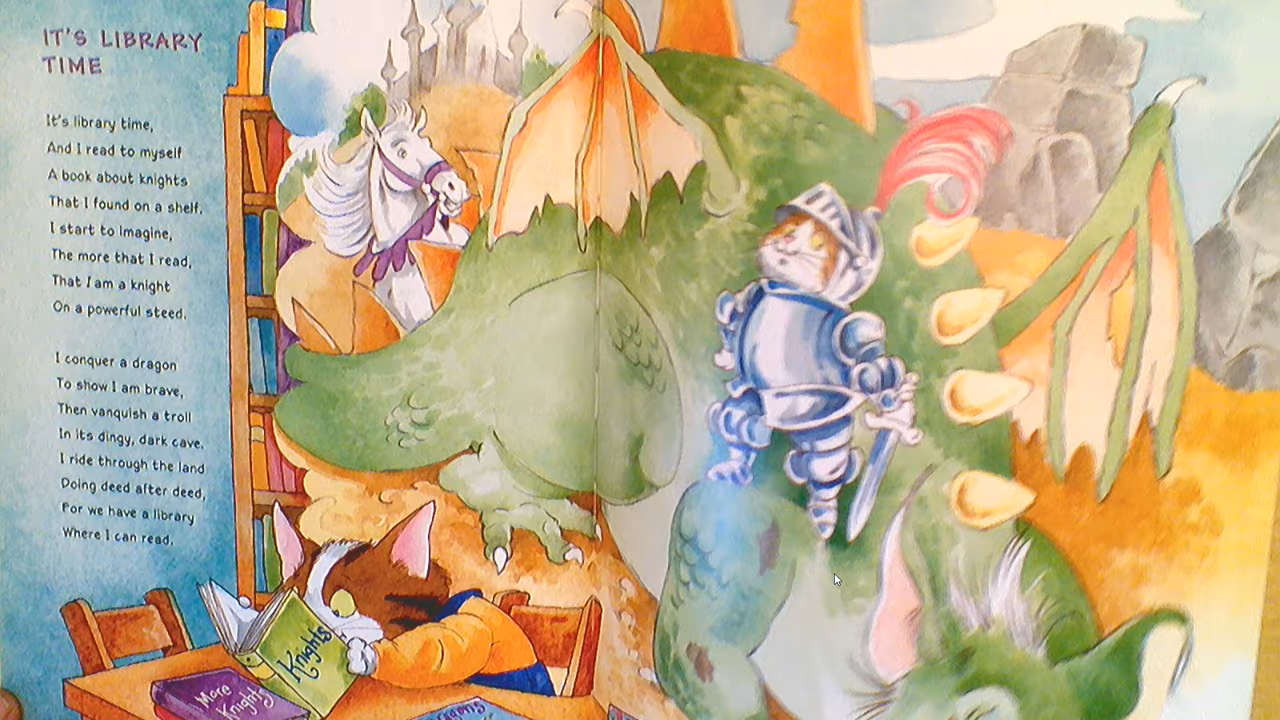 IT'S LIBRARY
TIME
It's library time,
And I read to myself
A book about knights
That I found on a shelf.
I start to imagine,
The more that I read,
That I am a knight
On a powerful steed.
I conquer a dragon
To show I am brave,
Then vanquish a troll
In its dingy, dark cave.
I ride through the land
Doing deed after deed,
For we have a library
Where I can read.
Knights
More
Knights